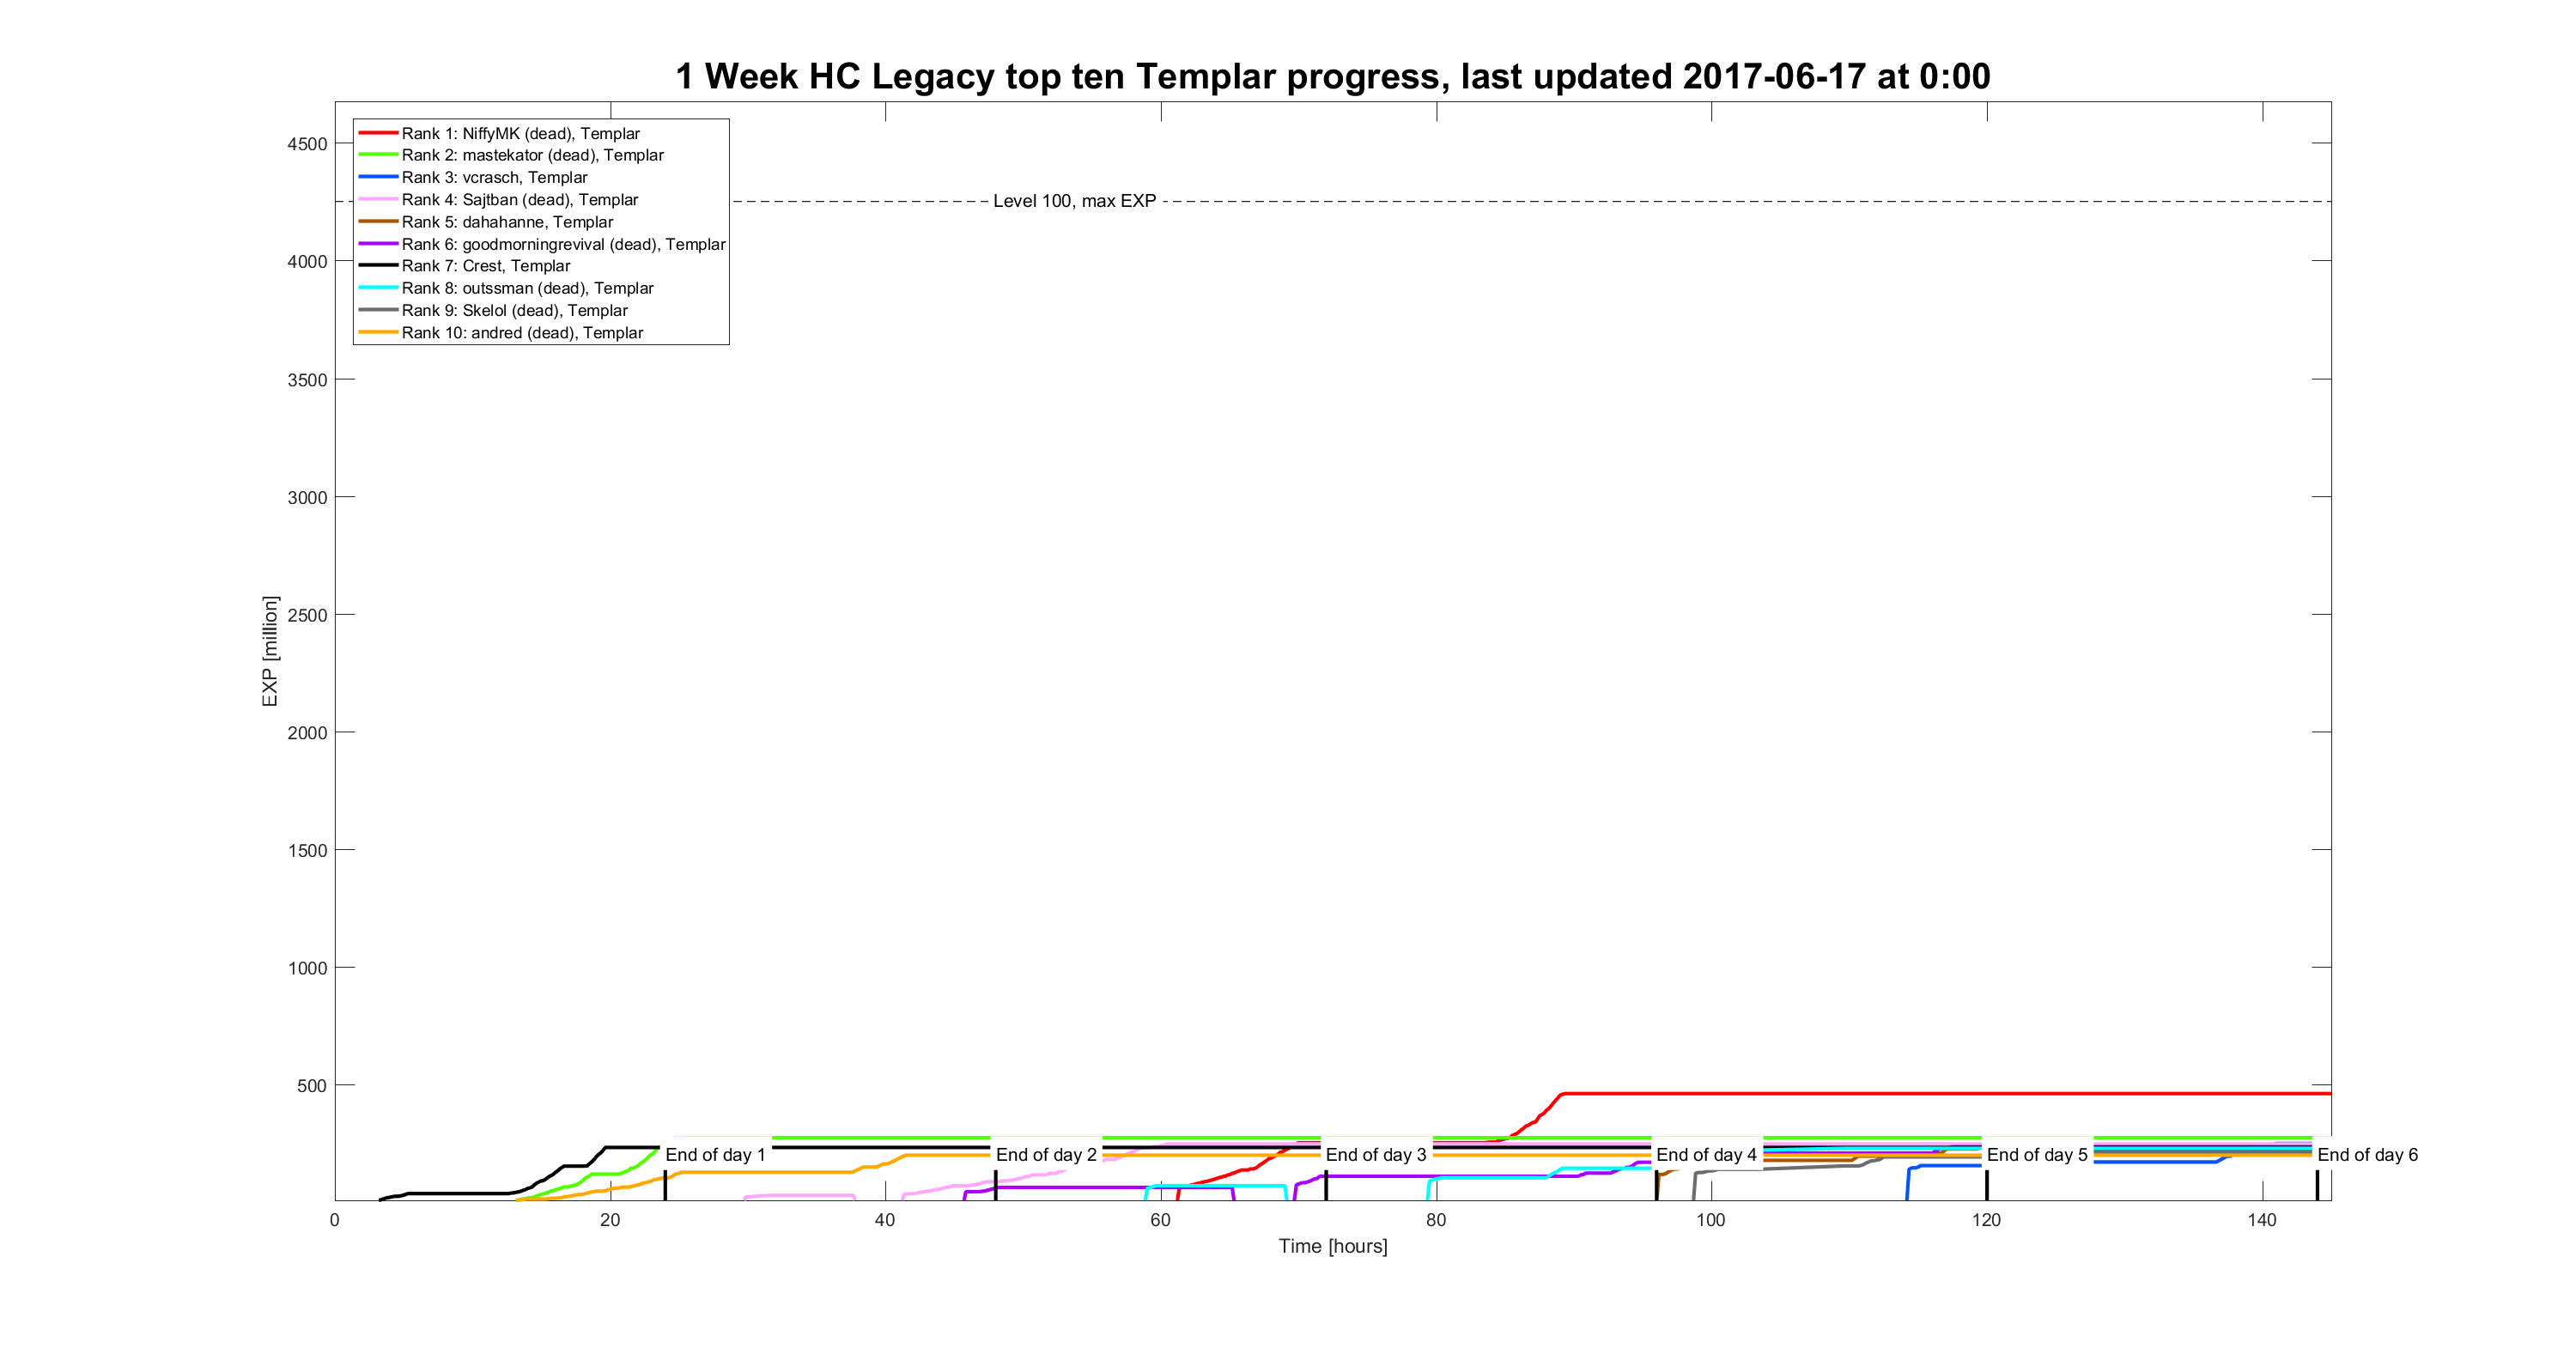 1 Week HC Legacy top ten Templar progress, last updated 2017-06-17 at 0:00
Rank 1: NiffyMK (dead), Templar
Rank 2: mastekator (dead), Templar
Rank 3: vcrasch, Templar
Rank 4: Sajtban (dead), Templar
Rank 5: dahahanne, Templar
Rank 6: goodmorningrevival (dead), Templar
Rank 7: Crest, Templar
Rank 8: outssman (dead), Templar
Rank 9: Skelol (dead), Templar
Rank 10: andred (dead), Templar
Level 100, max EXP
4500
4000
3500
3000
2500
2000
1500
1000
500
EXP [million]
End of day 1
End of day 2
End of day 3
End of day 4
End of day 5
End of day 6
0
20
40
60
80
100
120
140
Time [hours]